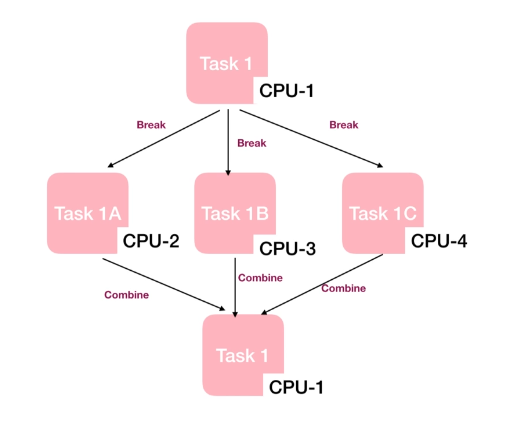 Task 1
CPU-1
Break
Break
Break
Task 1A
CPU-2
Task 1B
CPU-3
Task 1C
CPU-4
Combine
Combine
Combine
Task 1
CPU-1